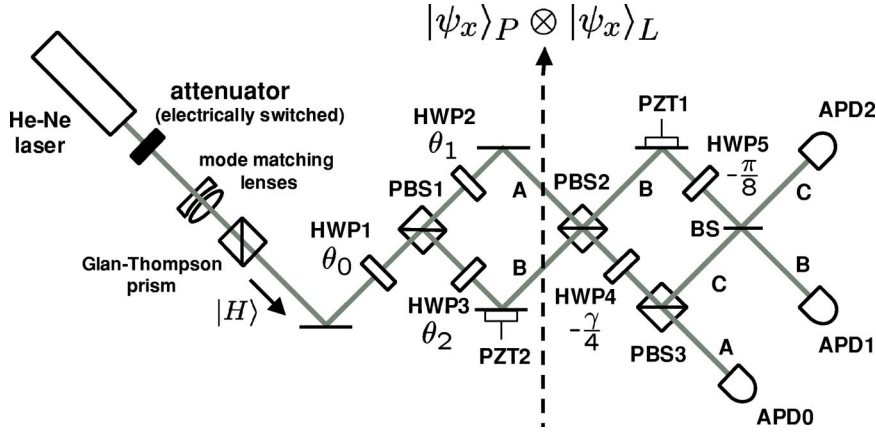 |ψx⟩P ⊗ |ψx⟩L
He-Ne
laser
attenuator
(electrically switched)
mode matching
lenses
Glan-Thompson
prism
|H⟩
HWP1
θ0
PBS1
HWP2
θ1
A
HWP3
θ2
B
PZT2
PBS2
PZT1
B
HWP5
-π/8
HWP4
-γ/4
PBS3
BS
C
C
B
A
APD2
APD1
APD0